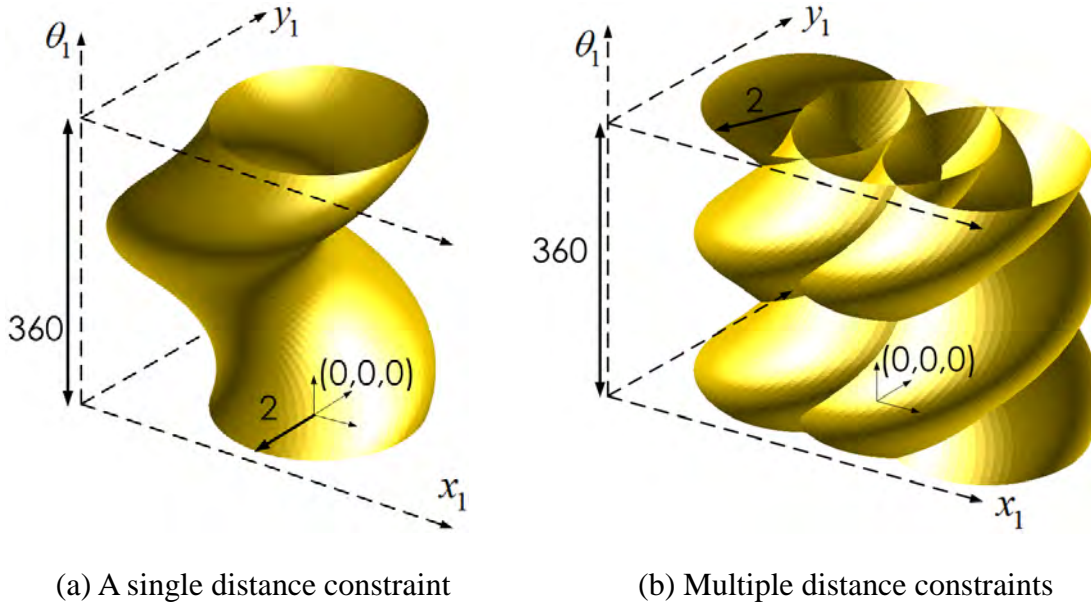 θ₁
y₁
360
(0,0,0)
2
x₁
(a) A single distance constraint
θ₁
y₁
2
360
(0,0,0)
x₁
(b) Multiple distance constraints